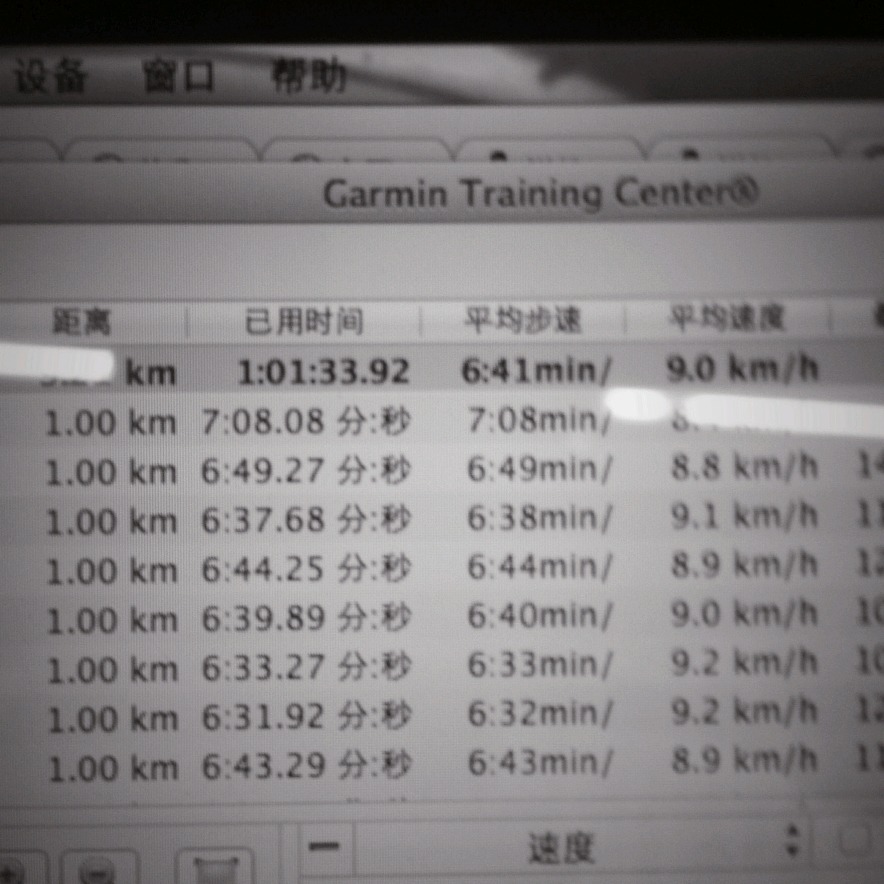 设备 窗口 帮助
Garmin Training Center®
距离 已用时间 平均步速 平均速度
km 1:01:33.92 6:41min/ 9.0 km/h
1.00 km 7:08.08 分:秒 7:08min/
1.00 km 6:49.27 分:秒 6:49min/ 8.8 km/h 14
1.00 km 6:37.68 分:秒 6:38min/ 9.1 km/h 11
1.00 km 6:44.25 分:秒 6:44min/ 8.9 km/h 12
1.00 km 6:39.89 分:秒 6:40min/ 9.0 km/h 10
1.00 km 6:33.27 分:秒 6:33min/ 9.2 km/h 10
1.00 km 6:31.92 分:秒 6:32min/ 9.2 km/h 12
1.00 km 6:43.29 分:秒 6:43min/ 8.9 km/h 11
速度